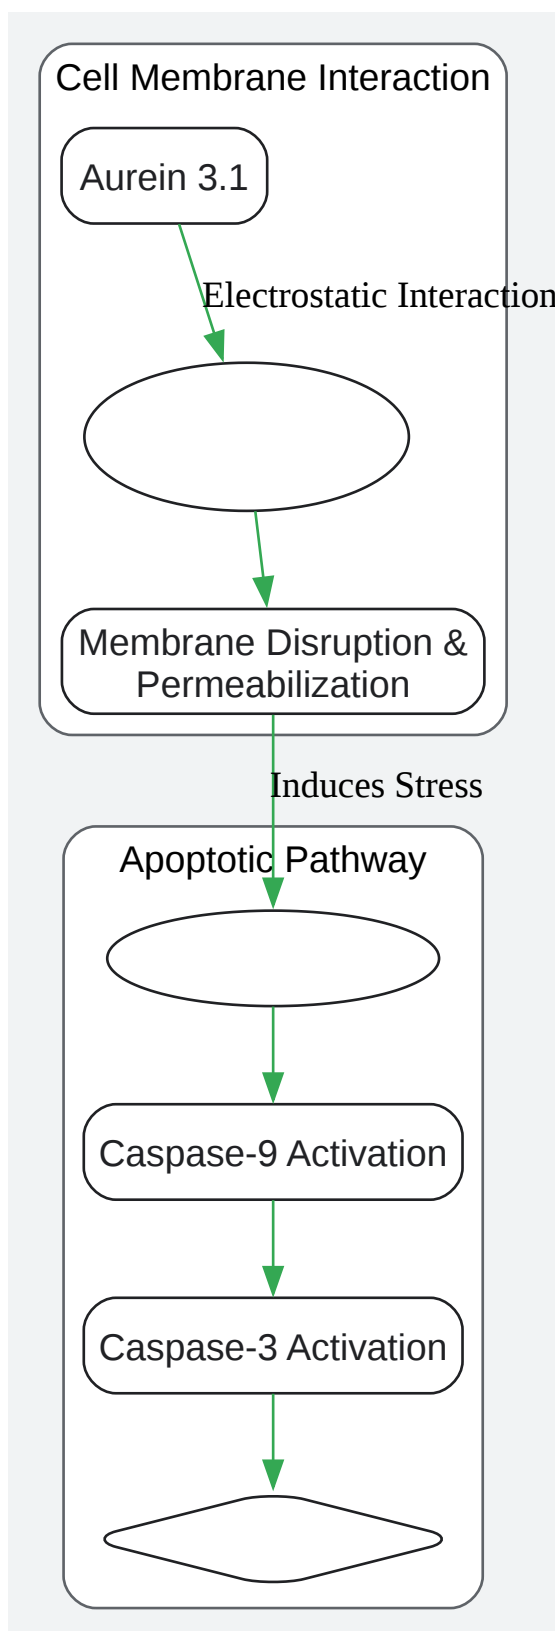 Cell Membrane Interaction
Aurein 3.1
Electrostatic Interaction
Membrane Disruption &
Permeabilization
Induces Stress
Apoptotic Pathway
Caspase-9 Activation
Caspase-3 Activation